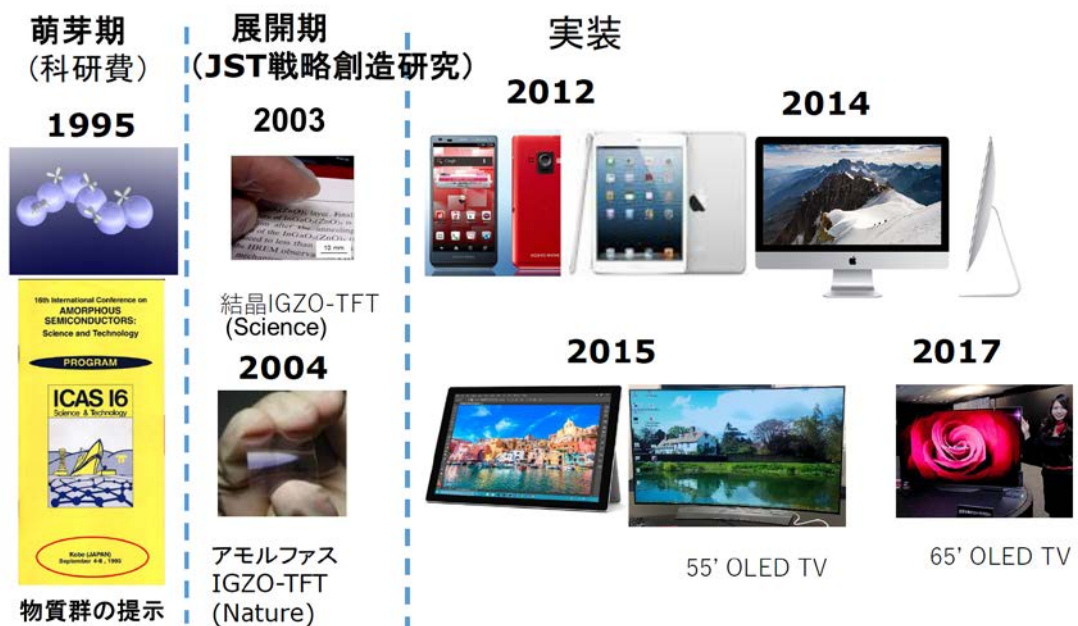 萌芽期
（科研費）
1995
16th International Conference on
AMORPHOUS
SEMICONDUCTORS:
Science and Technology
PROGRAM
ICAS 16
Science & Technology
Kobe (JAPAN)
物質群の提示
展開期
（JST戦略創造研究）
2003
10 mm
結晶IGZO-TFT
(Science)
2004
アモルファス
IGZO-TFT
(Nature)
実装
2012
2014
2015
2017
55' OLED TV
65' OLED TV